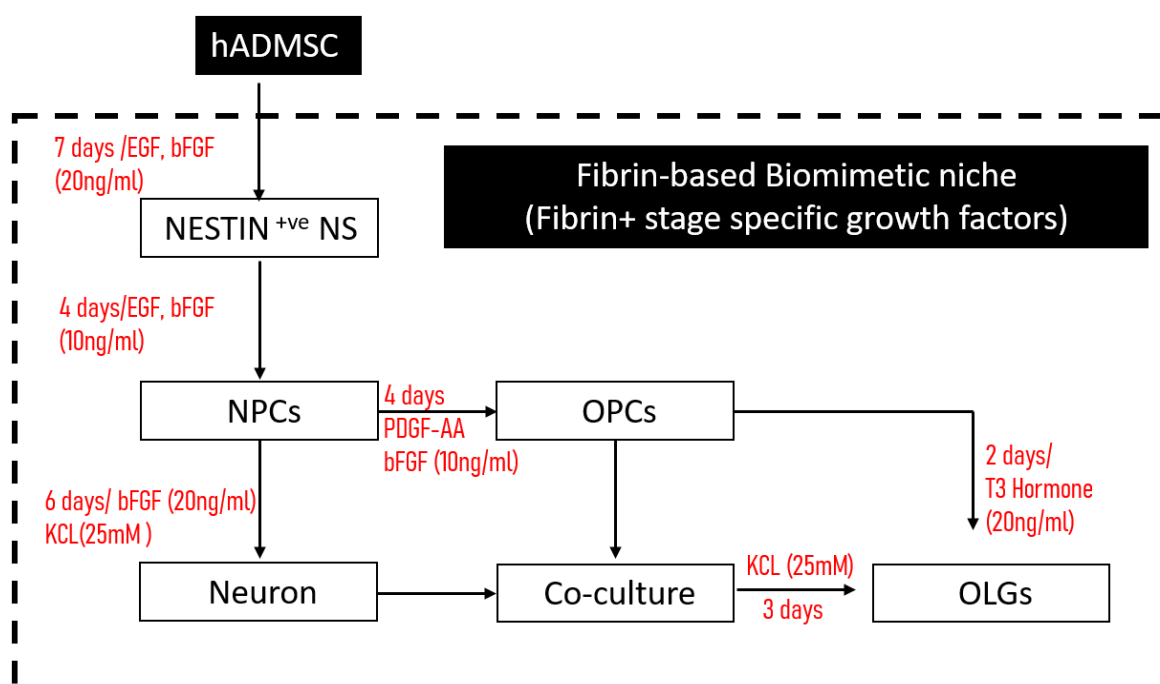 hADMSC
7 days /EGF, bFGF
(20ng/ml)
Fibrin-based Biomimetic niche
(Fibrin+ stage specific growth factors)
NESTIN +ve NS
4 days/EGF, bFGF
(10ng/ml)
NPCs
4 days
PDGF-AA
bFGF (10ng/ml)
OPCs
2 days/
T3 Hormone
(20ng/ml)
6 days/ bFGF (20ng/ml)
KCL(25mM )
Neuron
Co-culture
KCL (25mM)
3 days
OLGs